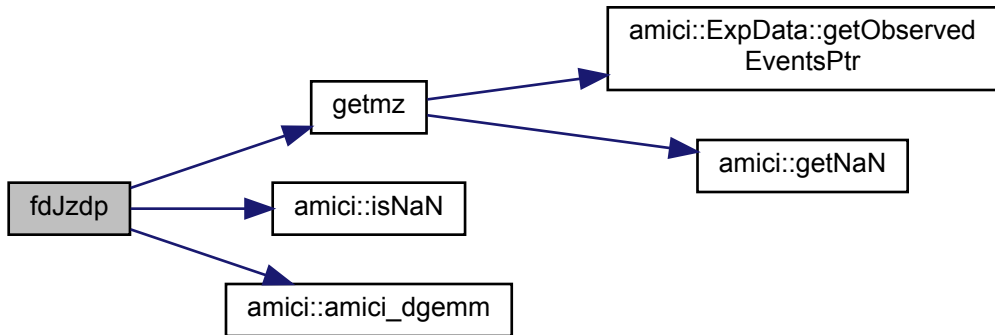 fdJzdp
getmz
amici::isNaN
amici::amici_dgemm
amici::ExpData::getObserved
EventsPtr
amici::getNaN